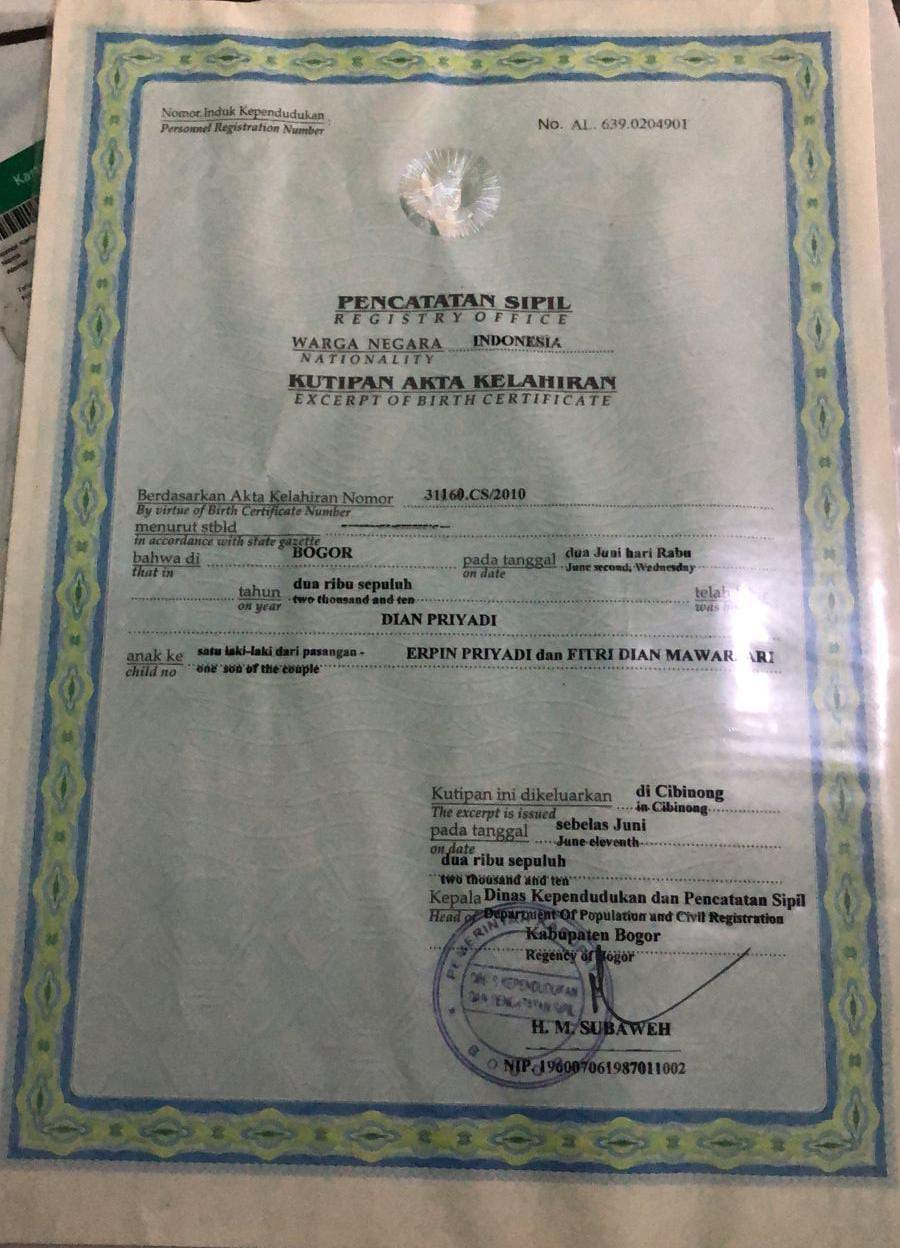 Nomor Induk Kependudukan
Personnel Registration Number
No. AL. 639.0204901
PENCATATAN SIPIL
REGISTRY OFFICE
WARGA NEGARA INDONESIA
NATIONALITY
KUTIPAN AKTA KELAHIRAN
EXCERPT OF BIRTH CERTIFICATE
Berdasarkan Akta Kelahiran Nomor 31160.CS/2010
By virtue of Birth Certificate Number
menurut stbld
in accordance with state gazette
bahwa di BOGOR pada tanggal dua Juni hari Rabu
that in on date June second, Wednesday
tahun dua ribu sepuluh telah
on year two thousand and ten was
DIAN PRIYADI
anak ke satu laki-laki dari pasangan - ERPIN PRIYADI dan FITRI DIAN
child no one son of the couple
Kutipan ini dikeluarkan di Cibinong
The excerpt is issued in Cibinong
pada tanggal sebelas Juni
on date June eleventh
dua ribu sepuluh
two thousand and ten
Kepala Dinas Kependudukan dan Pencatatan Sipil
Head of Department Of Population and Civil Registration
Kabupaten Bogor
Regency of Bogor
DINAS KEPENDUDUKAN
DAN PENCATATAN SIPIL
BOGOR
H. M. SUBAWEH
NIP. 196007061987011002